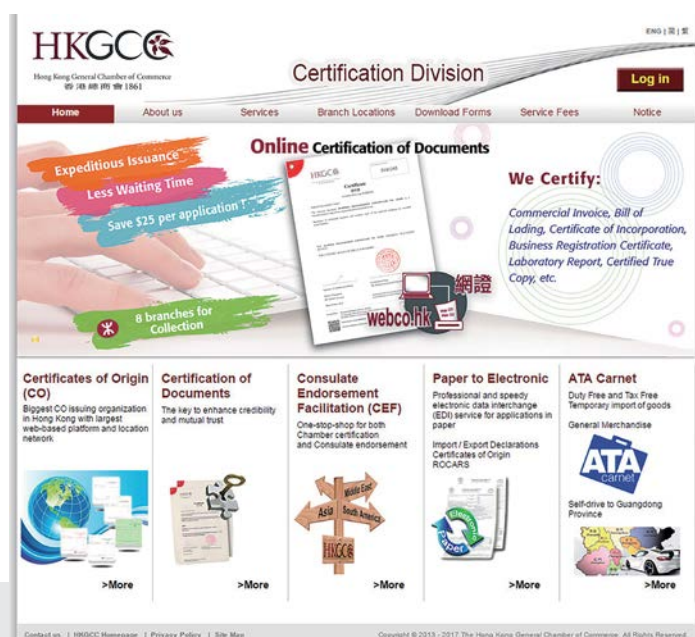 HKGCC
Hong Kong General Chamber of Commerce
香港總商會 1861
ENG | 简 | 繁
Certification Division
Log in
Home About us Services Branch Locations Download Forms Service Fees Notice
Expeditious Issuance
Less Waiting Time
Save $25 per application !
8 branches for
Collection
Online Certification of Documents
HKGCC
Certificate
網證
webco.hk
We Certify:
Commercial Invoice, Bill of
Lading, Certificate of Incorporation,
Business Registration Certificate,
Laboratory Report, Certified True
Copy, etc.
Certificates of Origin
(CO)
Biggest CO issuing organization
in Hong Kong with largest
web-based platform and location
network
>More
Certification of
Documents
The key to enhance credibility
and mutual trust
>More
Consulate
Endorsement
Facilitation (CEF)
One-stop-shop for both
Chamber certification
and Consulate endorsement
Middle East
Asia
South America
HKGCC
>More
Paper to Electronic
Professional and speedy
electronic data interchange
(EDI) service for applications in
paper
Import / Export Declarations
Certificates of Origin
ROCARS
Electronic
Paper
>More
ATA Carnet
Duty Free and Tax Free
Temporary import of goods
General Merchandise
ATA
carnet
Self-drive to Guangdong
Province
>More
Contact us | HKGCC Homepage | Privacy Policy | Site Map
Copyright © 2013 - 2017 The Hong Kong General Chamber of Commerce. All Rights Reserved.